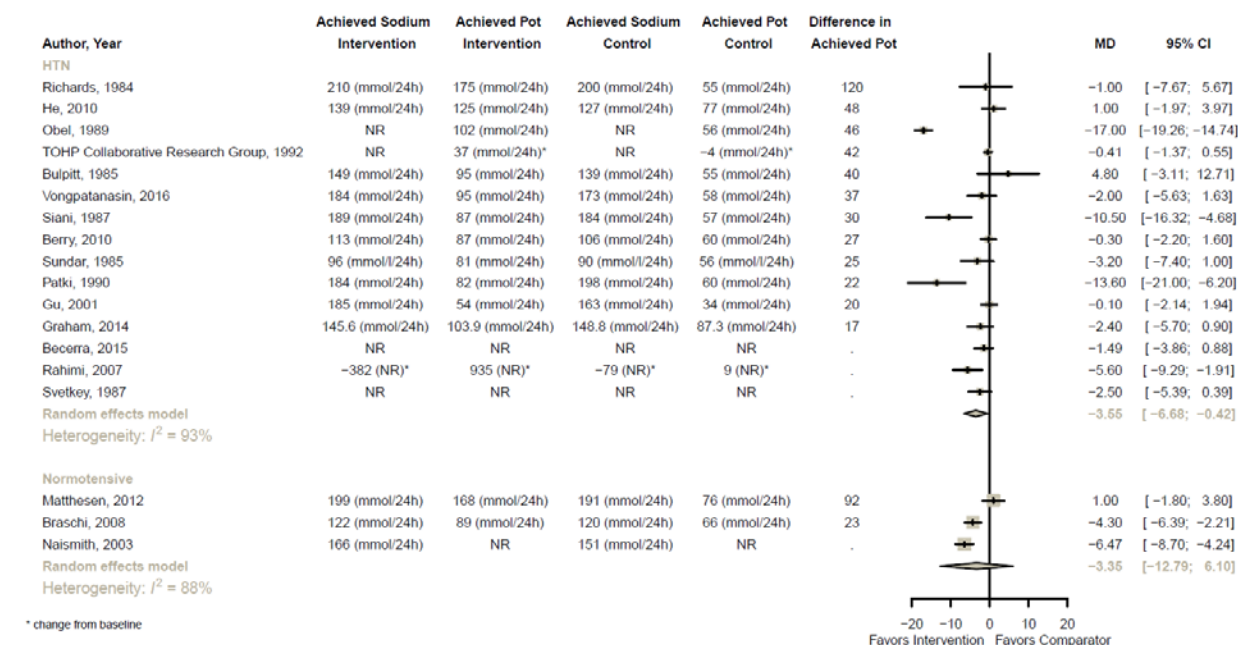 Achieved Sodium Achieved Pot Achieved Sodium Achieved Pot Difference in
Author, Year Intervention Intervention Control Control Achieved Pot MD 95% CI
HTN
Richards, 1984 210 (mmol/24h) 175 (mmol/24h) 200 (mmol/24h) 55 (mmol/24h) 120 −1.00 [ −7.67; 5.67]
He, 2010 139 (mmol/24h) 125 (mmol/24h) 127 (mmol/24h) 77 (mmol/24h) 48 1.00 [ −1.97; 3.97]
Obel, 1989 NR 102 (mmol/24h) NR 56 (mmol/24h) 46 −17.00 [−19.26; −14.74]
TOHP Collaborative Research Group, 1992 NR 37 (mmol/24h)* NR −4 (mmol/24h)* 42 −0.41 [ −1.37; 0.55]
Bulpitt, 1985 149 (mmol/24h) 95 (mmol/24h) 139 (mmol/24h) 55 (mmol/24h) 40 4.80 [ −3.11; 12.71]
Vongpatanasin, 2016 184 (mmol/24h) 95 (mmol/24h) 173 (mmol/24h) 58 (mmol/24h) 37 −2.00 [ −5.63; 1.63]
Siani, 1987 189 (mmol/24h) 87 (mmol/24h) 184 (mmol/24h) 57 (mmol/24h) 30 −10.50 [−16.32; −4.68]
Berry, 2010 113 (mmol/24h) 87 (mmol/24h) 106 (mmol/24h) 60 (mmol/24h) 27 −0.30 [ −2.20; 1.60]
Sundar, 1985 96 (mmol/l/24h) 81 (mmol/24h) 90 (mmol/l/24h) 56 (mmol/l/24h) 25 −3.20 [ −7.40; 1.00]
Patki, 1990 184 (mmol/24h) 82 (mmol/24h) 198 (mmol/24h) 60 (mmol/24h) 22 −13.60 [−21.00; −6.20]
Gu, 2001 185 (mmol/24h) 54 (mmol/24h) 163 (mmol/24h) 34 (mmol/24h) 20 −0.10 [ −2.14; 1.94]
Graham, 2014 145.6 (mmol/24h) 103.9 (mmol/24h) 148.8 (mmol/24h) 87.3 (mmol/24h) 17 −2.40 [ −5.70; 0.90]
Becerra, 2015 NR NR NR NR . −1.49 [ −3.86; 0.88]
Rahimi, 2007 −382 (NR)* 935 (NR)* −79 (NR)* 9 (NR)* . −5.60 [ −9.29; −1.91]
Svetkey, 1987 NR NR NR NR . −2.50 [ −5.39; 0.39]
Random effects model −3.55 [ −6.68; −0.42]
Heterogeneity: I² = 93%
Normotensive
Matthesen, 2012 199 (mmol/24h) 168 (mmol/24h) 191 (mmol/24h) 76 (mmol/24h) 92 1.00 [ −1.80; 3.80]
Braschi, 2008 122 (mmol/24h) 89 (mmol/24h) 120 (mmol/24h) 66 (mmol/24h) 23 −4.30 [ −6.39; −2.21]
Naismith, 2003 166 (mmol/24h) NR 151 (mmol/24h) NR . −6.47 [ −8.70; −4.24]
Random effects model −3.35 [−12.79; 6.10]
Heterogeneity: I² = 88%
* change from baseline
−20 −10 0 10 20
Favors Intervention Favors Comparator